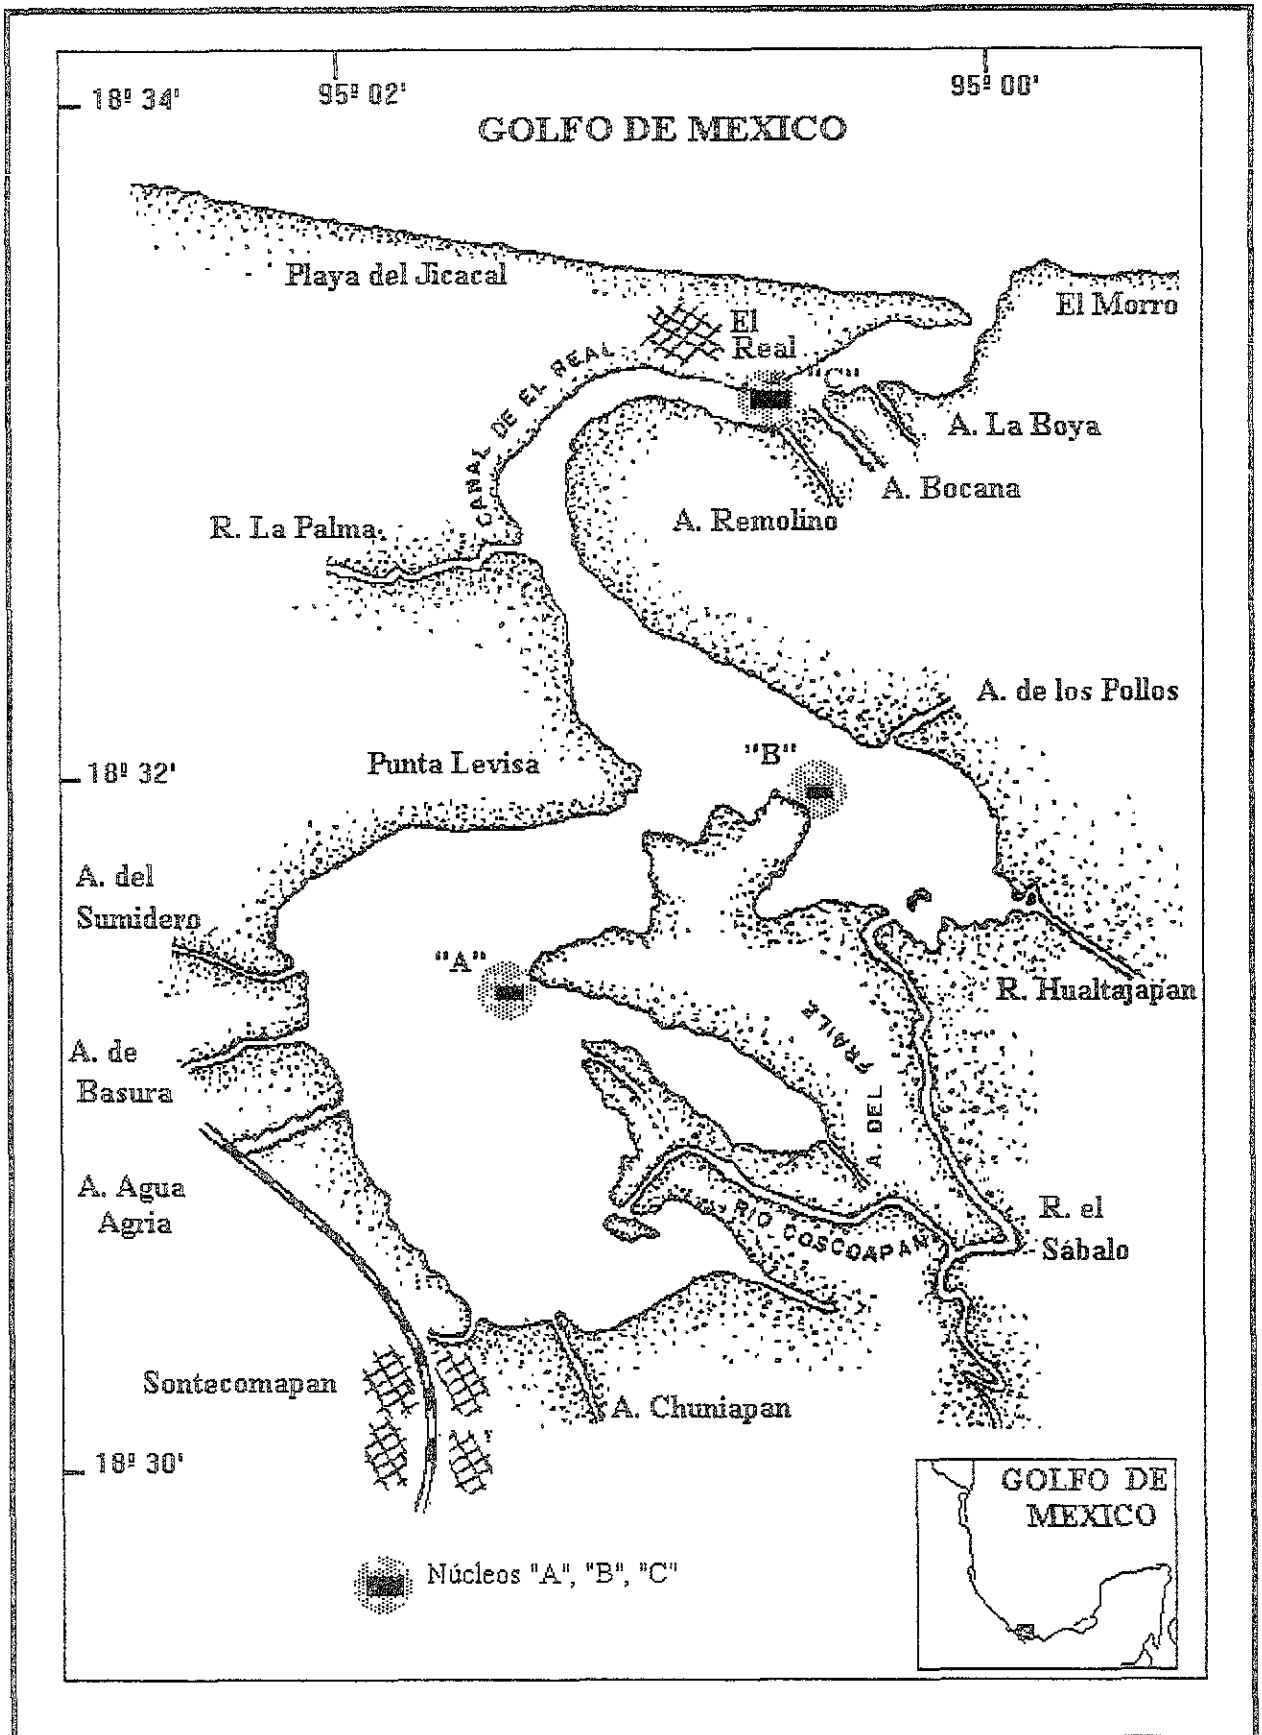 95º 02'
95º 00'
18º 34'
GOLFO DE MEXICO
Playa del Jicacal
El Morro
El
Real
"C"
CANAL DE EL REAL
A. La Boya
A. Bocana
R. La Palma
A. Remolino
A. de los Pollos
"B"
Punta Levisa
18º 32'
A. del
Sumidero
"A"
R. Hualtajapan
A. DEL FRAILE
A. de
Basura
A. Agua
Agria
RIO COSCOAPAN
R. el
Sábalo
Sontecomapan
A. Chuniapan
18º 30'
GOLFO DE
MEXICO
Núcleos "A", "B", "C"